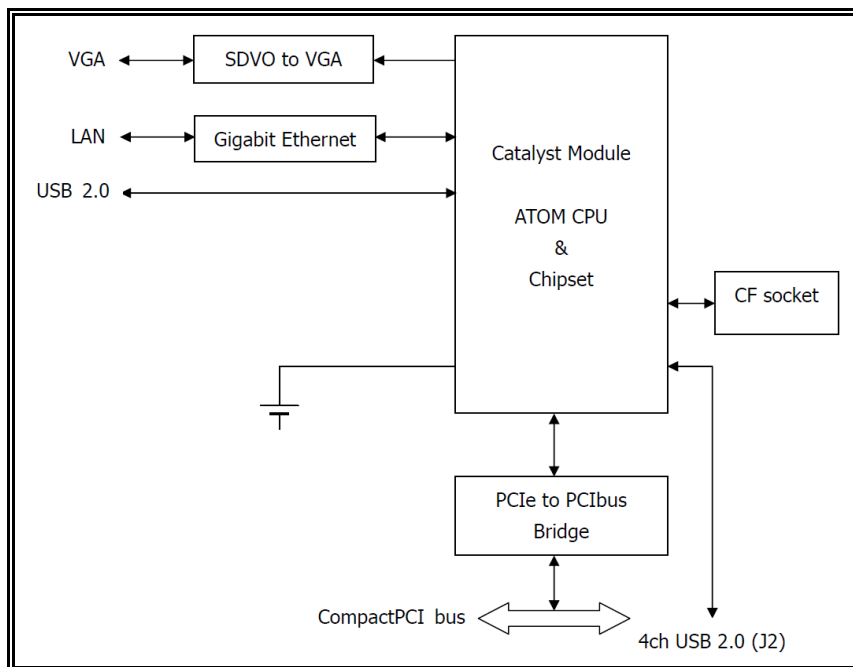 VGA
SDVO to VGA
LAN
Gigabit Ethernet
USB 2.0
Catalyst Module
ATOM CPU
&
Chipset
CF socket
PCIe to PCIbus
Bridge
CompactPCI bus
4ch USB 2.0 (J2)